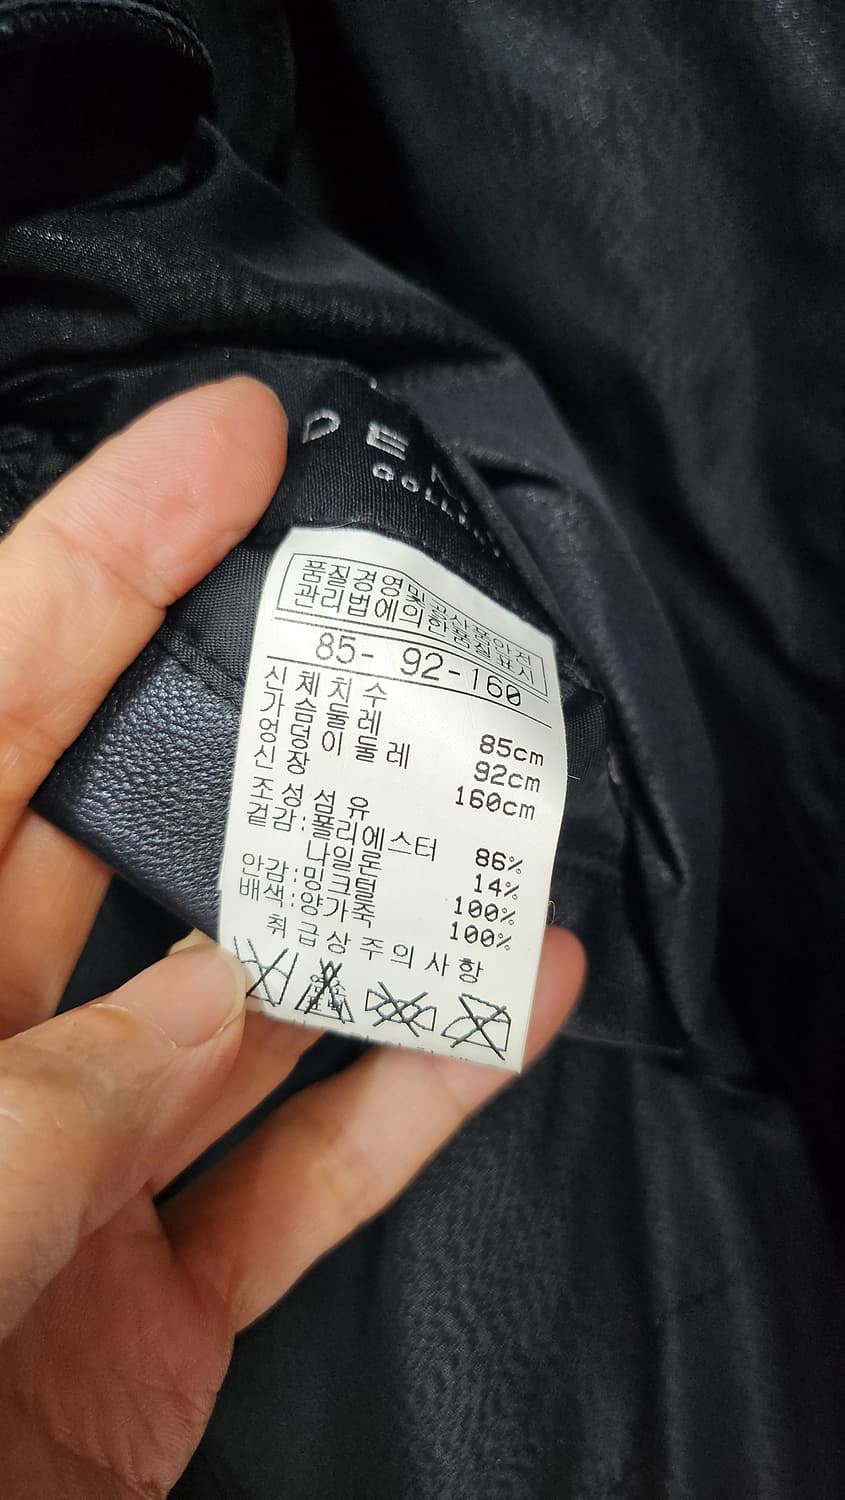 DE
COLLE
품질경영및공산품안전
관리법에의한품질표시
85- 92-160
신체치수
가슴둘레 85cm
엉덩이둘레 92cm
신장 160cm
조성섬유
겉감:폴리에스터 86%
나일론 14%
안감:밍크털 100%
배색:양가죽 100%
취급상주의사항